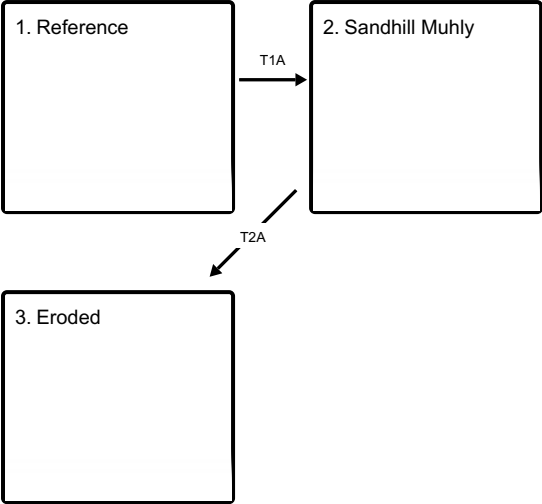 1. Reference
2. Sandhill Muhly
T1A
T2A
3. Eroded